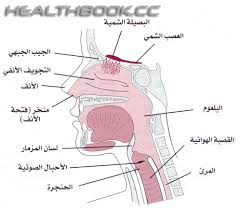 HEALTHBOOK.CC
البصيلة الشمية
العصب الشمي
الجيب الجبهي
التجويف الأنفي
منخر (فتحة
الأنف)
البلعوم
القصبة الهوائية
لسان المزمار
الأحبال الصوتية
المرئ
الحنجرة